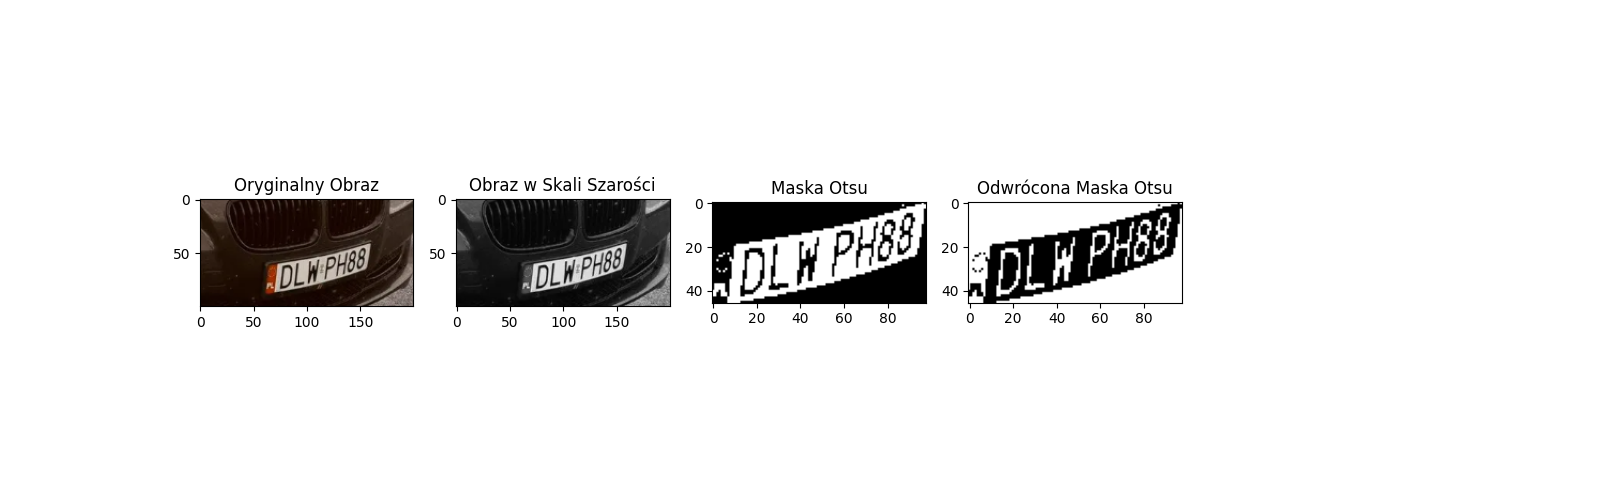 Oryginalny Obraz
0
50
0 50 100 150
PL DLW PH88
Obraz w Skali Szarości
0
50
0 50 100 150
PL DLW PH88
Maska Otsu
0
20
40
0 20 40 60 80
DLW PH88
Odwrócona Maska Otsu
0
20
40
0 20 40 60 80
DLW PH88